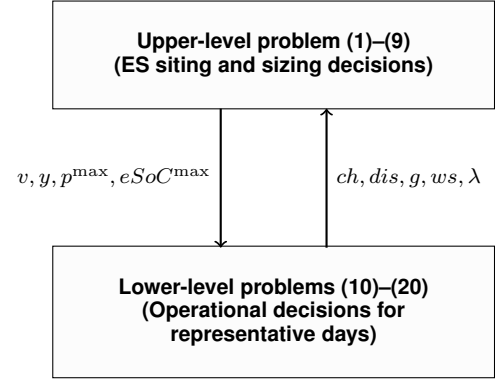 Upper-level problem (1)–(9)
(ES siting and sizing decisions)
v, y, p^max, eSoC^max
ch, dis, g, ws, λ
Lower-level problems (10)–(20)
(Operational decisions for
representative days)